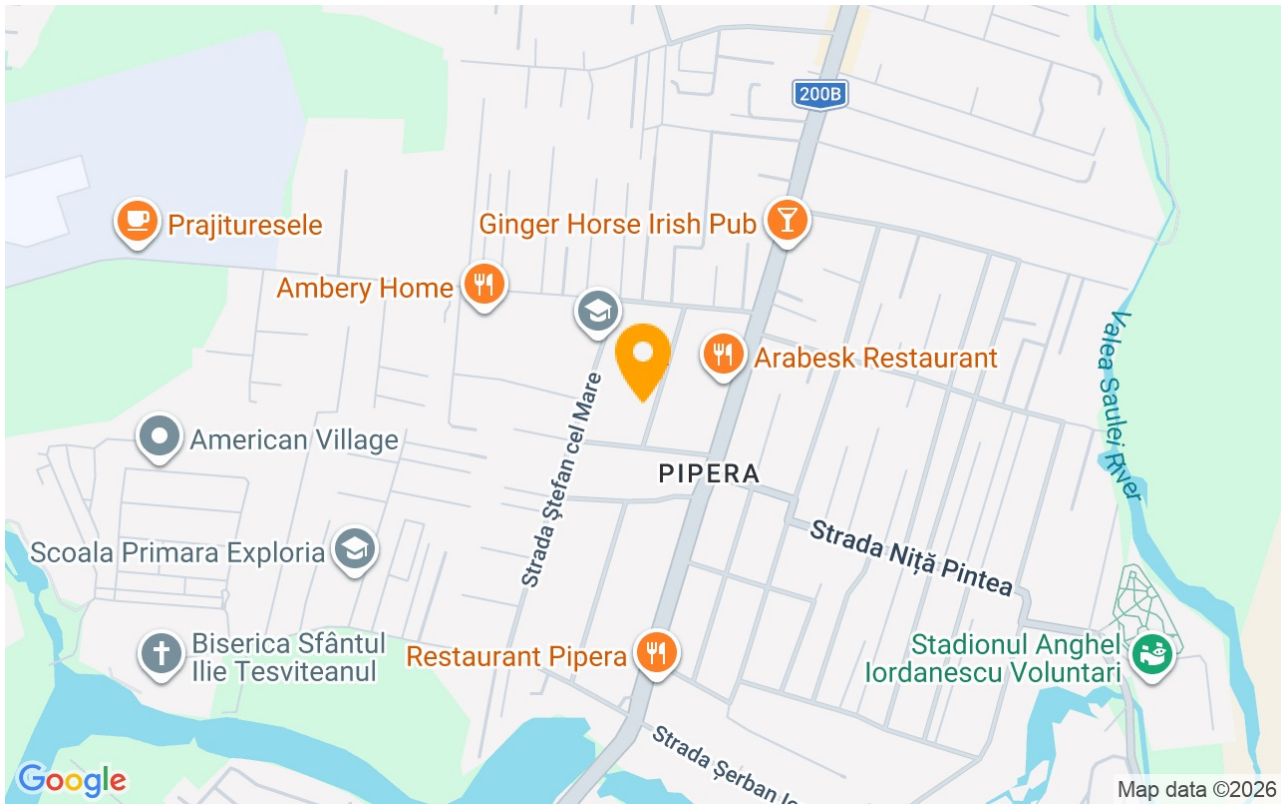 200B
Prajituresele
Ginger Horse Irish Pub
Ambery Home
Arabesk Restaurant
Valea Saulei River
Strada Ștefan cel Mare
American Village
PIPERA
Strada Niță Pintea
Scoala Primara Exploria
Biserica Sfântul
Ilie Tesviteanul
Restaurant Pipera
Stadionul Anghel
Iordanescu Voluntari
Strada Șerban
Google
Map data ©2026